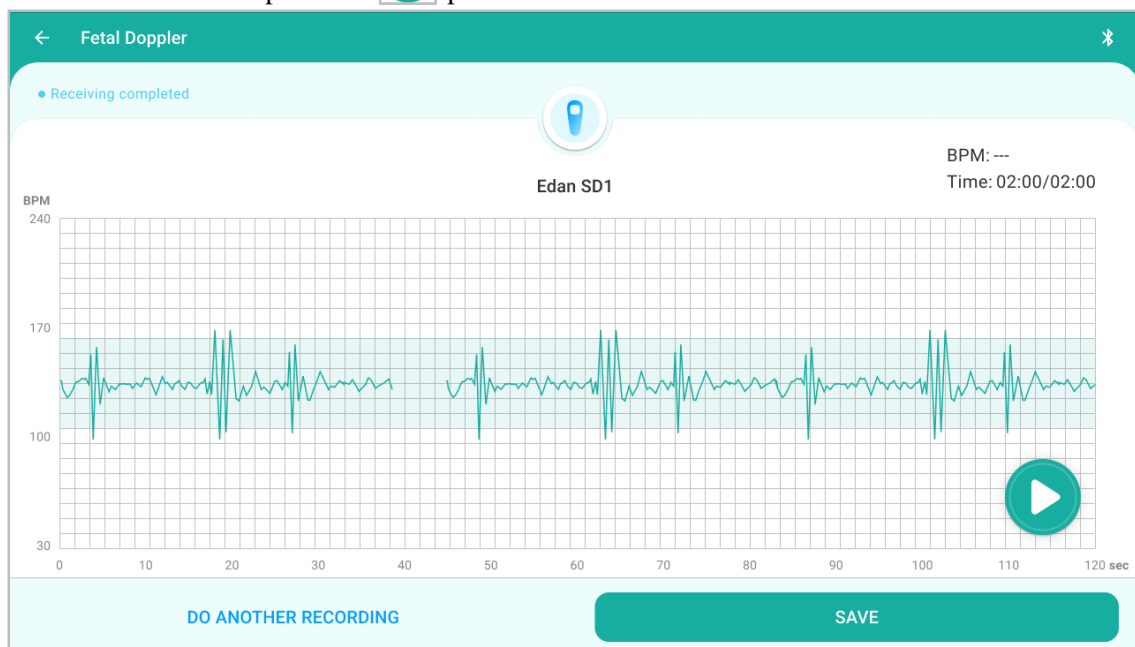 Fetal Doppler
Receiving completed
BPM: ---
Edan SD1
Time: 02:00/02:00
BPM
240
170
100
30
0 10 20 30 40 50 60 70 80 90 100 110 120 sec
DO ANOTHER RECORDING
SAVE